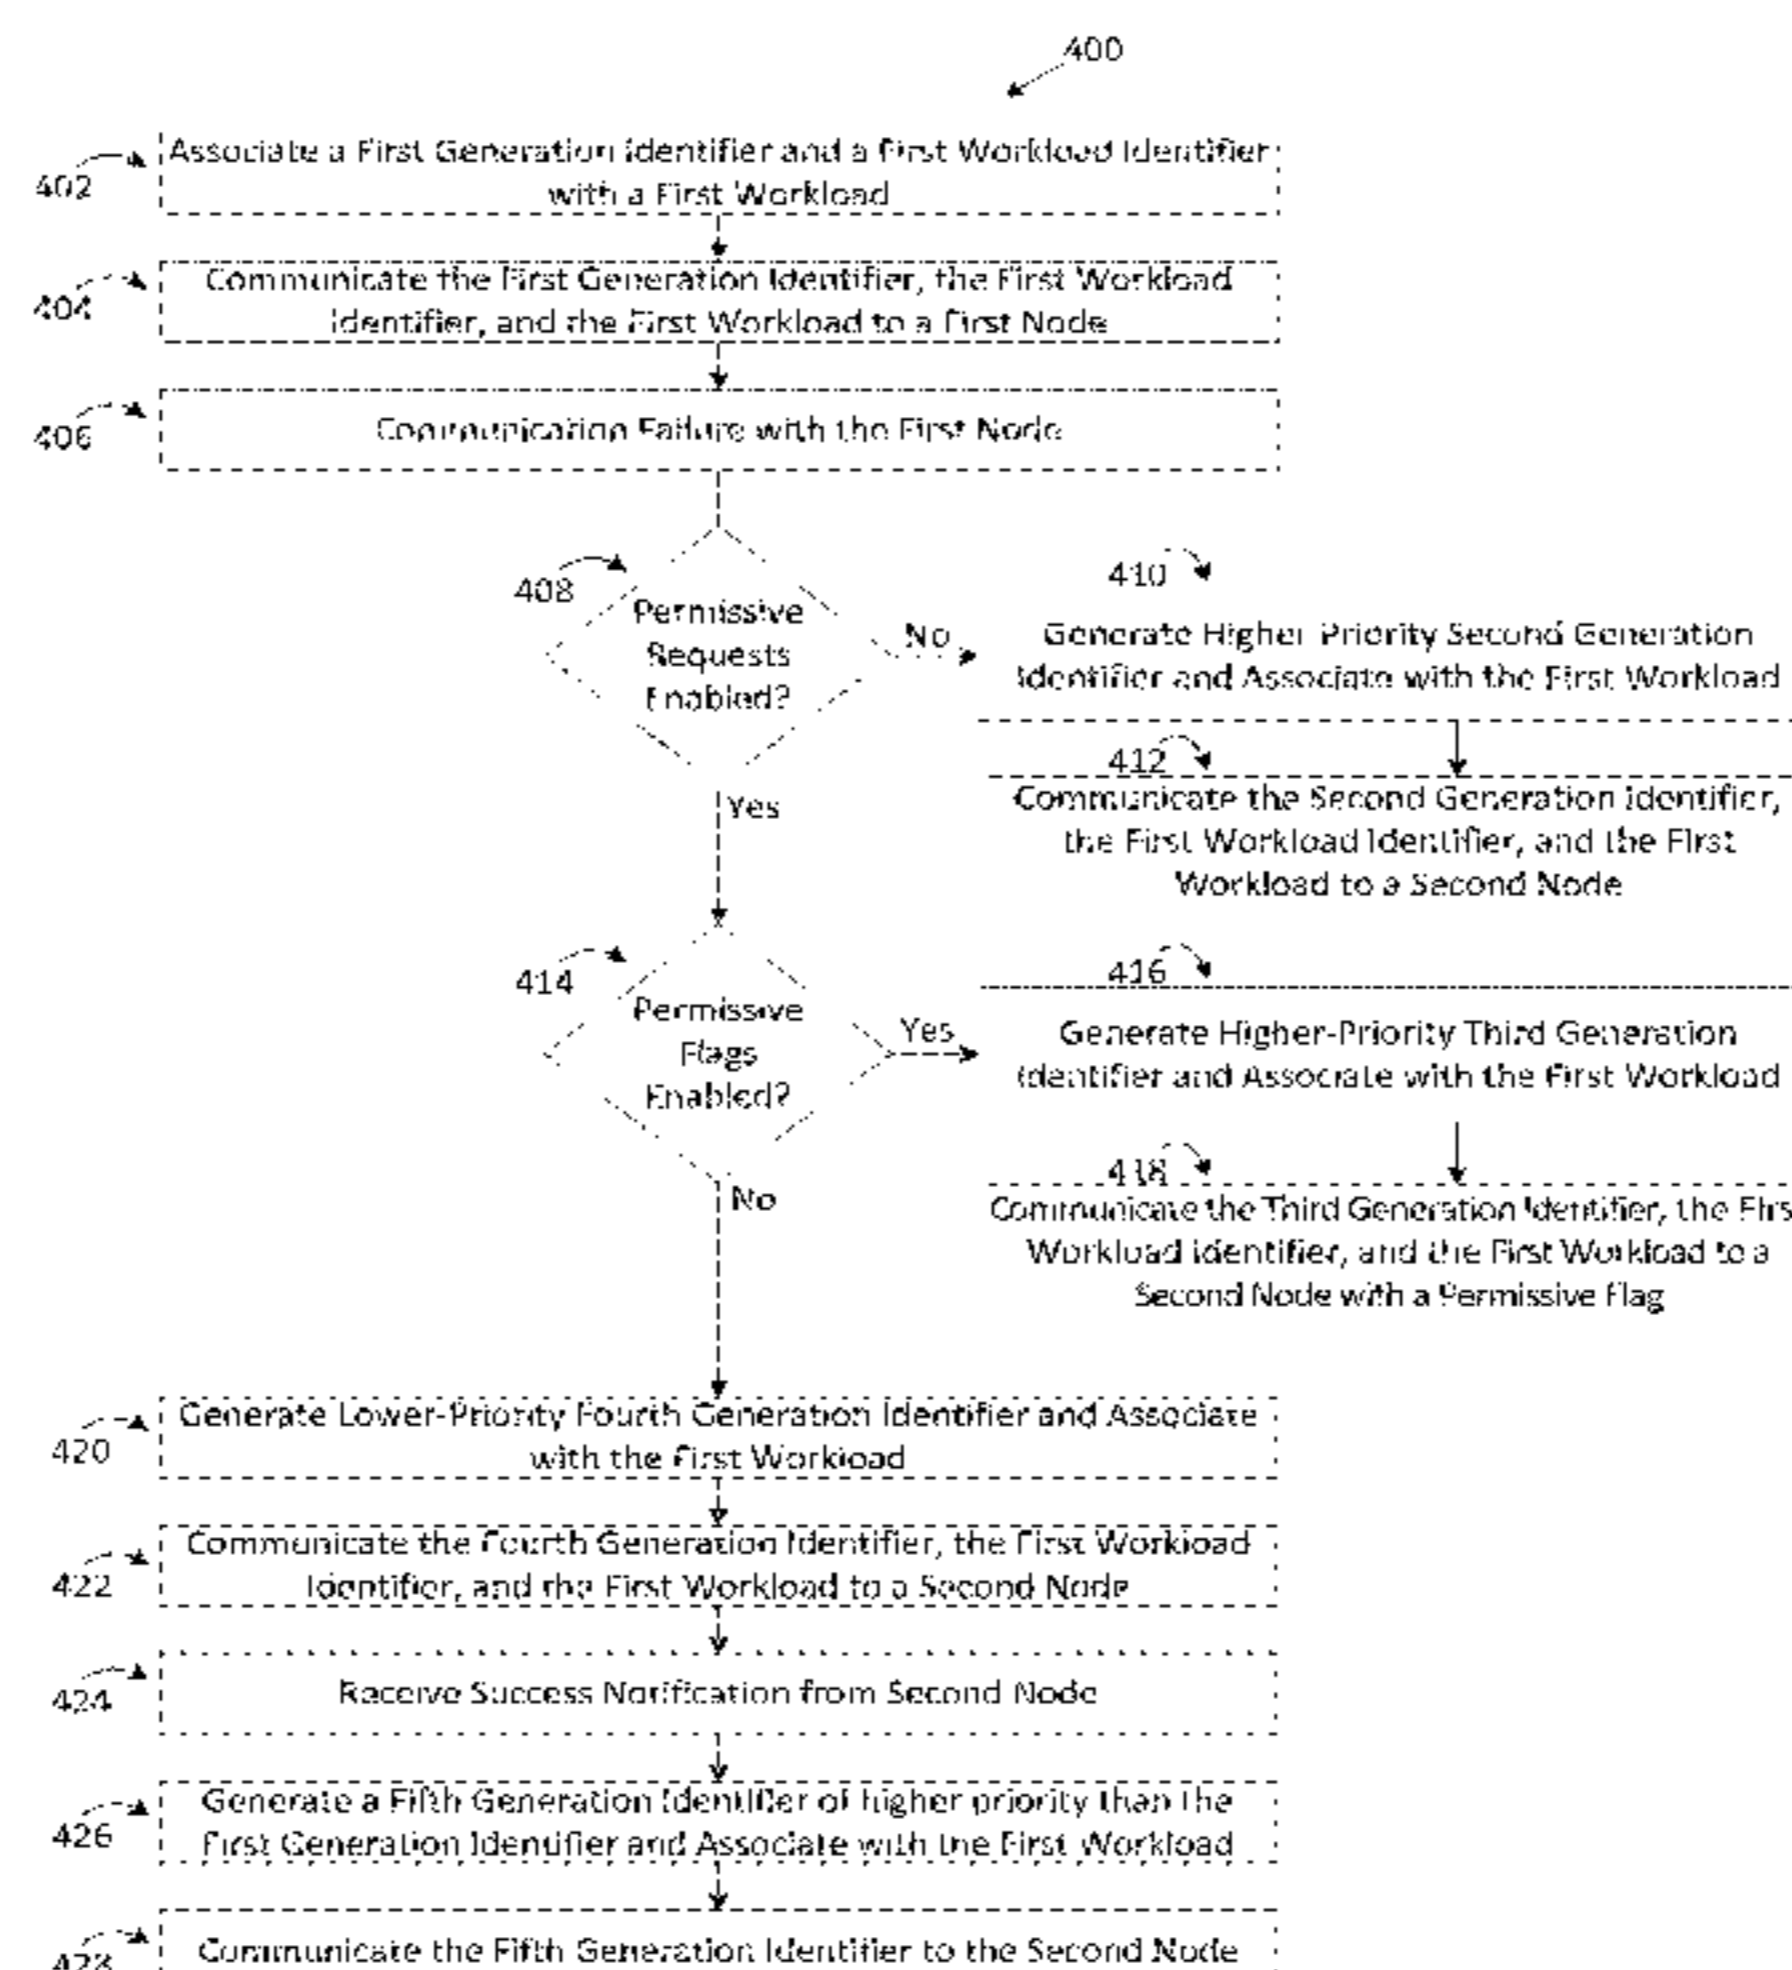 400
402
Associate a First Generation Identifier and a First Workload Identifier
with a First Workload
404
Communicate the First Generation Identifier, the First Workload
Identifier, and the First Workload to a First Node
406
Communication Failure with the First Node
408
Permissive
Requests
Enabled?
No
410
Generate Higher Priority Second Generation
Identifier and Associate with the First Workload
412
Communicate the Second Generation Identifier,
the First Workload Identifier, and the First
Workload to a Second Node
Yes
414
Permissive
Flags
Enabled?
Yes
416
Generate Higher-Priority Third Generation
Identifier and Associate with the First Workload
418
Communicate the Third Generation Identifier, the Firs
Workload Identifier, and the First Workload to a
Second Node with a Permissive Flag
No
420
Generate Lower-Priority Fourth Generation Identifier and Associate
with the First Workload
422
Communicate the Fourth Generation Identifier, the First Workload
Identifier, and the First Workload to a Second Node
424
Receive Success Notification from Second Node
426
Generate a Fifth Generation Identifier of higher priority than the
First Generation Identifier and Associate with the First Workload
428
Communicate the Fifth Generation Identifier to the Second Node